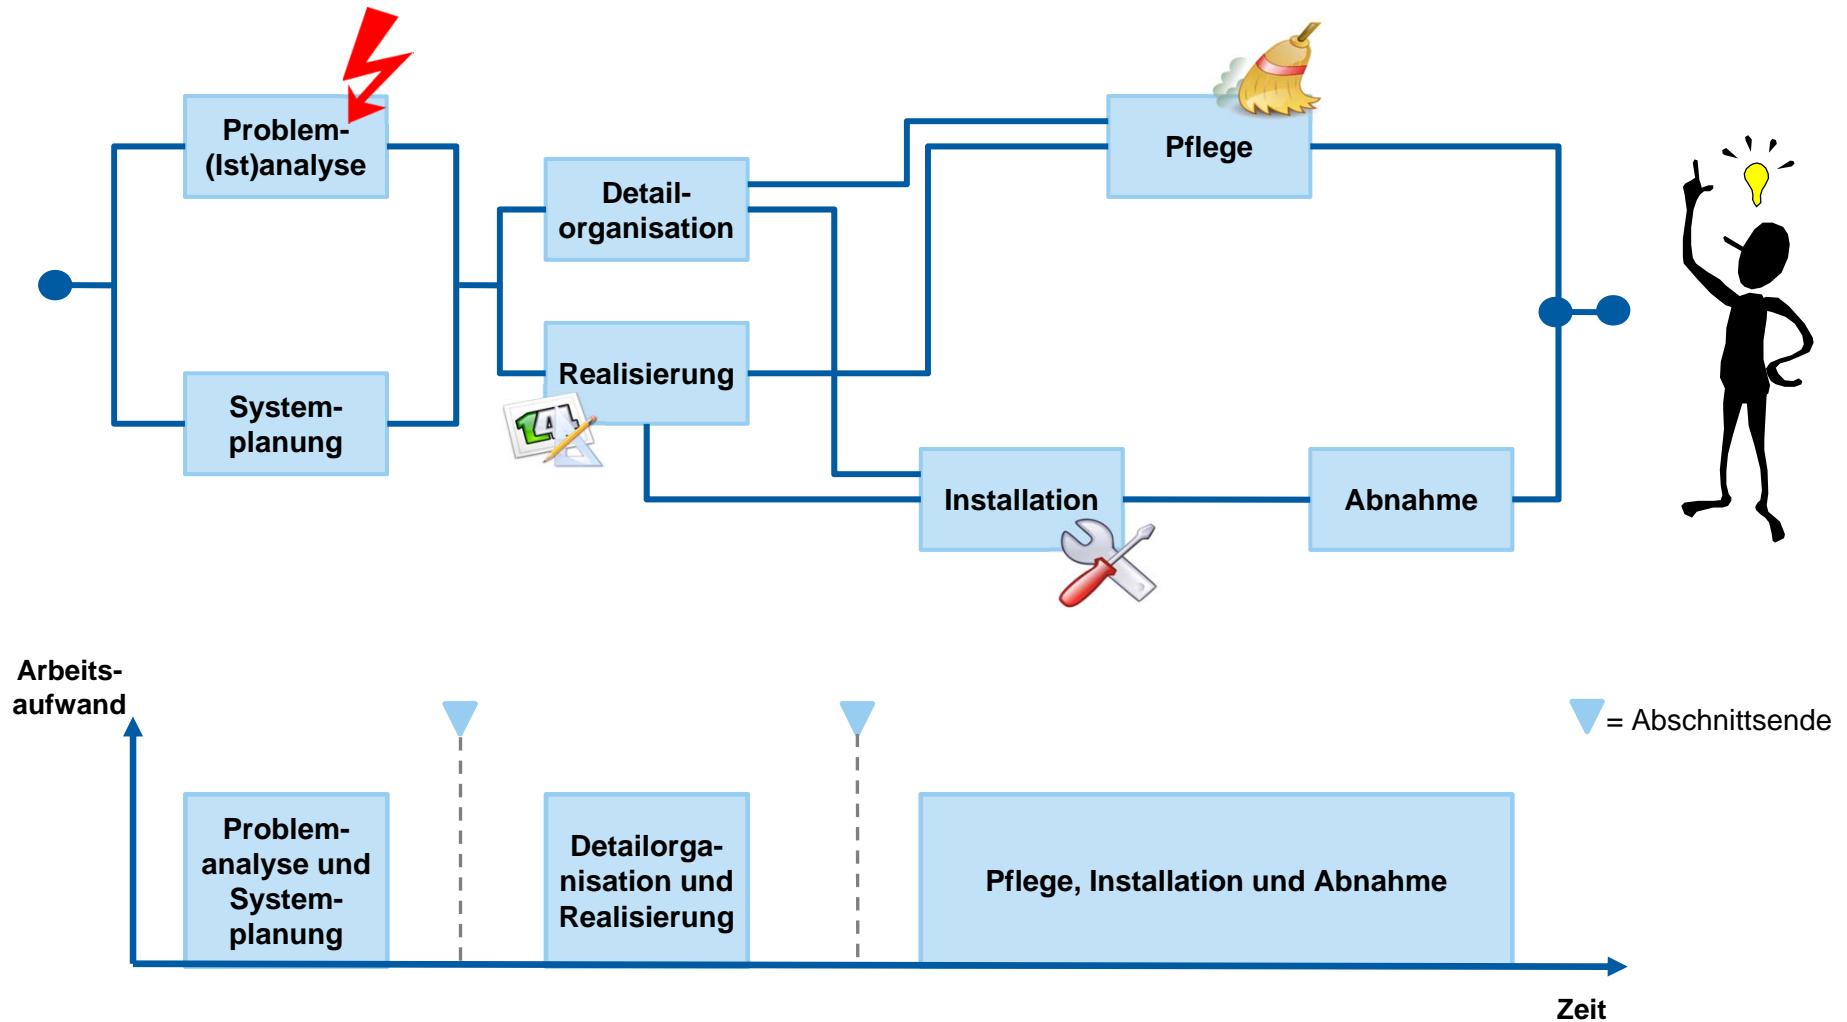 Problem-
(Ist)analyse
Detail-
organisation
Pflege
System-
planung
Realisierung
Installation
Abnahme
Arbeits-
aufwand
= Abschnittsende
Problem-
analyse und
System-
planung
Detailorga-
nisation und
Realisierung
Pflege, Installation und Abnahme
Zeit